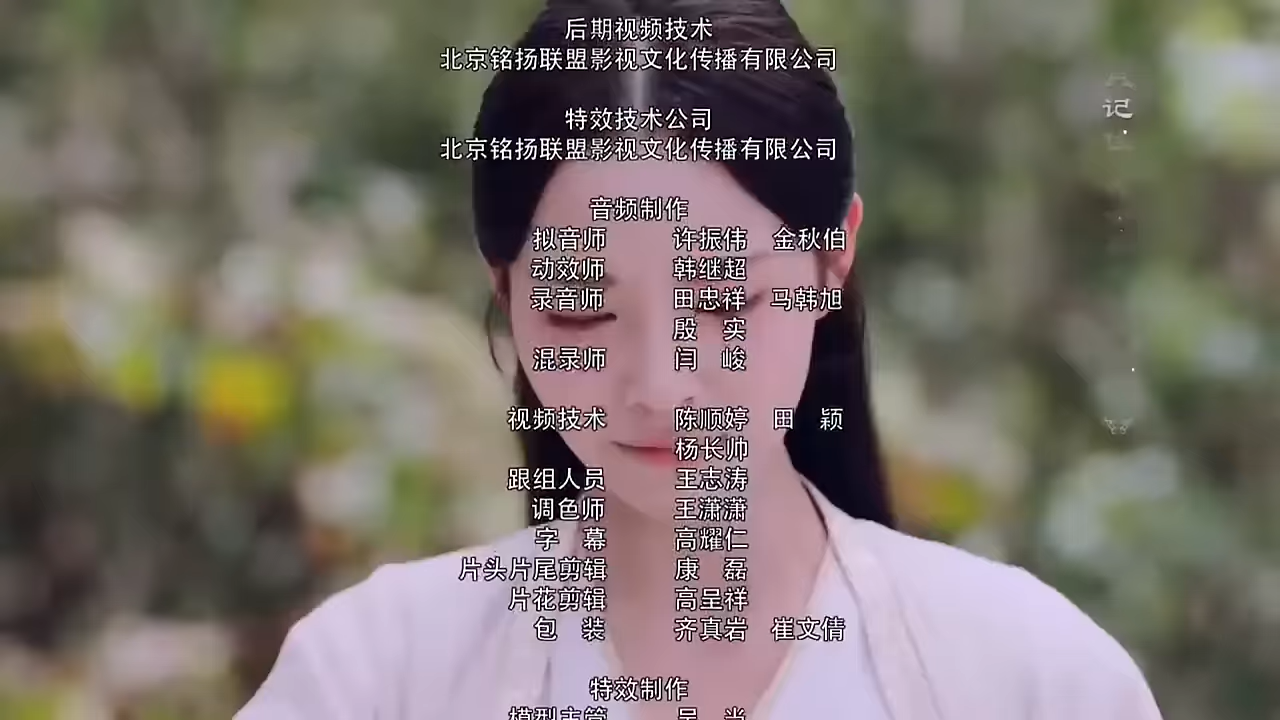 后期视频技术
北京铭扬联盟影视文化传播有限公司
特效技术公司
北京铭扬联盟影视文化传播有限公司
音频制作
拟音师 许振伟 金秋伯
动效师 韩继超
录音师 田忠祥 马韩旭
殷 实
混录师 闫 峻
视频技术 陈顺婷 田 颖
杨长帅
跟组人员 王志涛
调色师 王潇潇
字 幕 高耀仁
片头片尾剪辑 康 磊
片花剪辑 高呈祥
包 装 齐真岩 崔文倩
特效制作
模型主管 吴 当
记